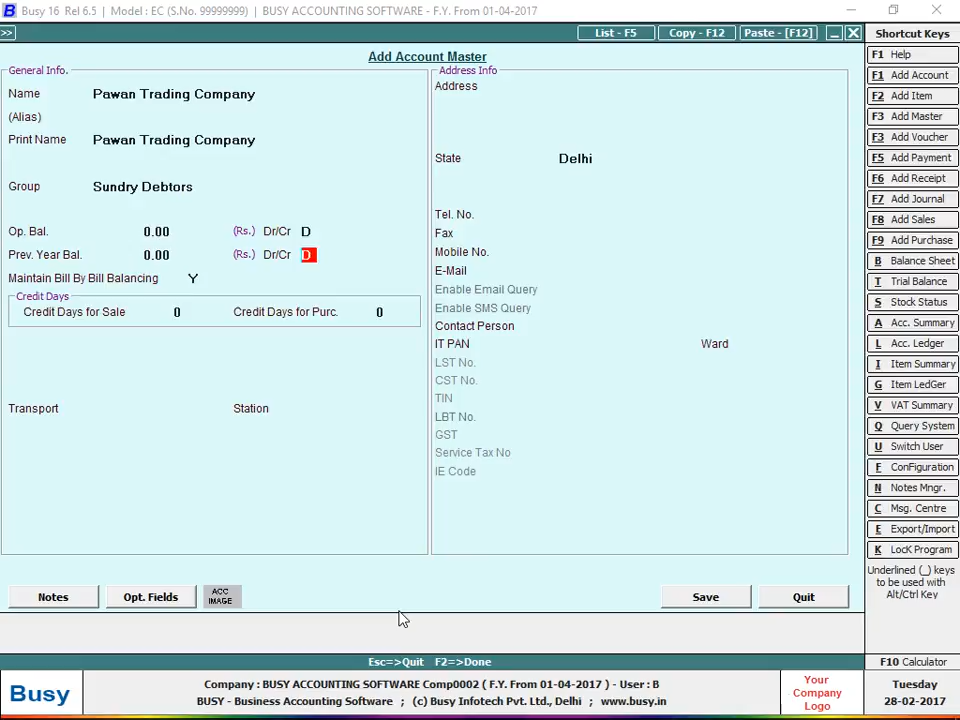 Busy 16 Rel 6.5 | Model : EC (S.No. 99999999) | BUSY ACCOUNTING SOFTWARE - F.Y. From 01-04-2017
>>
List - F5
Copy - F12
Paste - [F12]
Shortcut Keys
Add Account Master
General Info.
Name Pawan Trading Company
(Alias)
Print Name Pawan Trading Company
Group Sundry Debtors
Op. Bal. 0.00 (Rs.) Dr/Cr D
Prev. Year Bal. 0.00 (Rs.) Dr/Cr D
Maintain Bill By Bill Balancing Y
Credit Days
Credit Days for Sale 0 Credit Days for Purc. 0
Transport Station
Address Info
Address
State Delhi
Tel. No.
Fax
Mobile No.
E-Mail
Enable Email Query
Enable SMS Query
Contact Person
IT PAN Ward
LST No.
CST No.
TIN
LBT No.
GST
Service Tax No
IE Code
Notes
Opt. Fields
ACC
IMAGE
Save
Quit
F1 Help
F1 Add Account
F2 Add Item
F3 Add Master
F3 Add Voucher
F5 Add Payment
F6 Add Receipt
F7 Add Journal
F8 Add Sales
F9 Add Purchase
B Balance Sheet
T Trial Balance
S Stock Status
A Acc. Summary
L Acc. Ledger
I Item Summary
G Item LedGer
V VAT Summary
Q Query System
U Switch User
F Configuration
N Notes Mngr.
C Msg. Centre
E Export/Import
K LocK Program
Underlined (_) keys
to be used with
Alt/Ctrl Key
F10 Calculator
Esc=>Quit F2=>Done
Busy
Company : BUSY ACCOUNTING SOFTWARE Comp0002 ( F.Y. From 01-04-2017 ) - User : B
BUSY - Business Accounting Software ; (c) Busy Infotech Pvt. Ltd., Delhi ; www.busy.in
Your
Company
Logo
Tuesday
28-02-2017